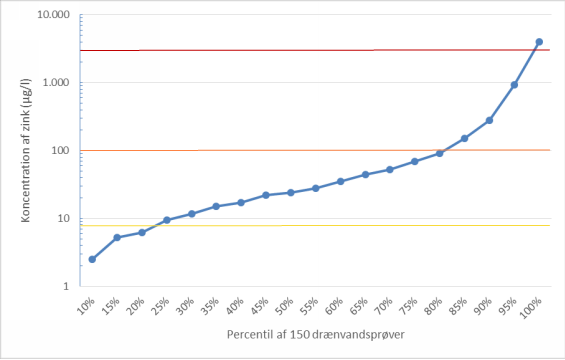 10.000
1.000
100
10
1
Koncentration af zink (µg/l)
10% 15% 20% 25% 30% 35% 40% 45% 50% 55% 60% 65% 70% 75% 80% 85% 90% 95% 100%
Percentil af 150 drænvandsprøver